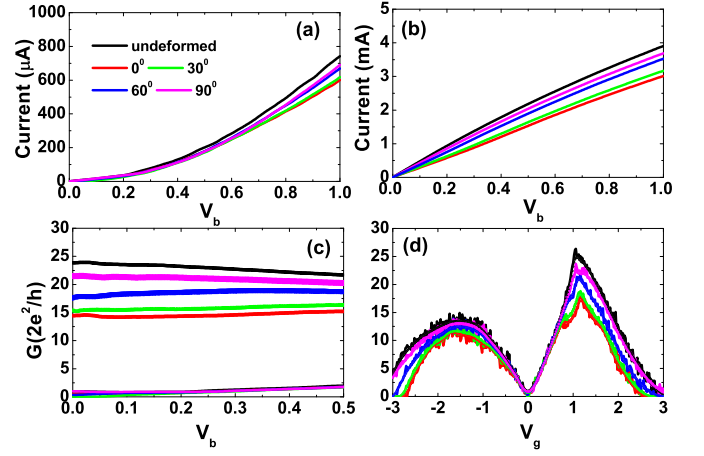 1000
800
600
400
200
0
Current (μA)
(a)
undeformed
0⁰ 30⁰
60⁰ 90⁰
0.0 0.2 0.4 0.6 0.8 1.0
V_b
5
4
3
2
1
0
Current (mA)
(b)
0.0 0.2 0.4 0.6 0.8 1.0
V_b
30
25
20
15
10
5
0
G(2e²/h)
(c)
0.0 0.1 0.2 0.3 0.4 0.5
V_b
30
25
20
15
10
5
0
(d)
-3 -2 -1 0 1 2 3
V_g